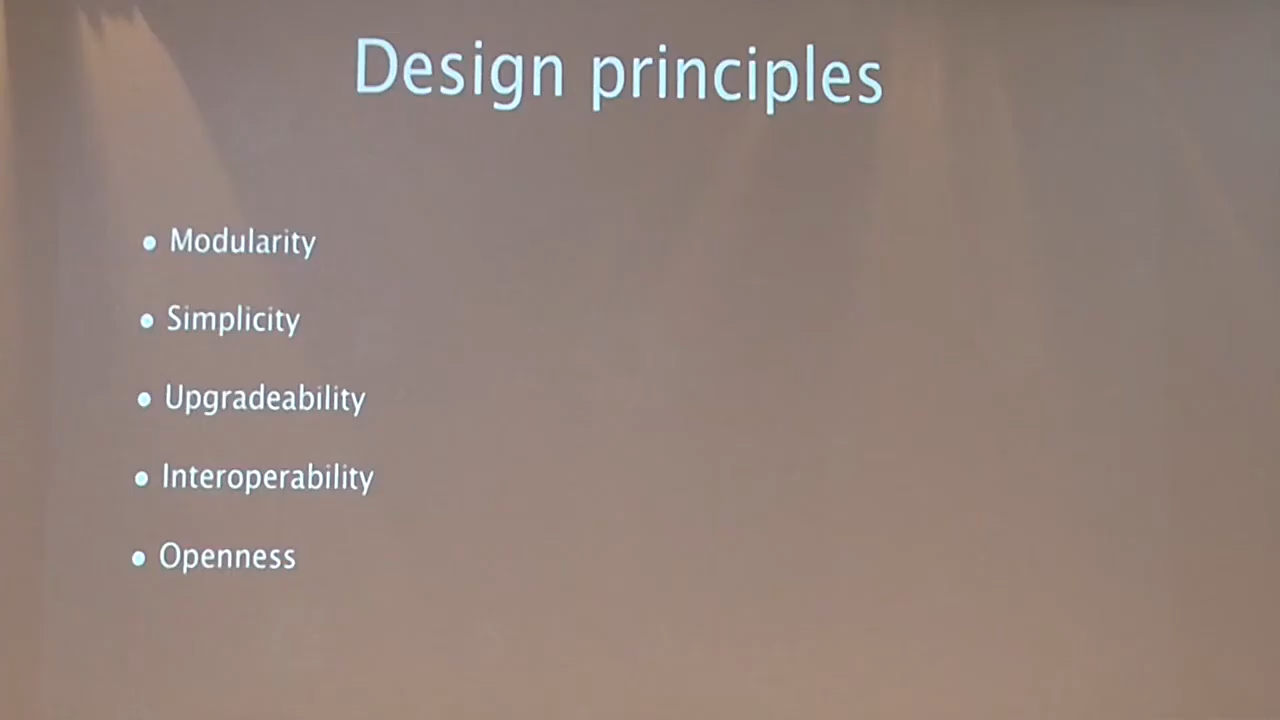 Design principles
• Modularity
• Simplicity
• Upgradeability
• Interoperability
• Openness